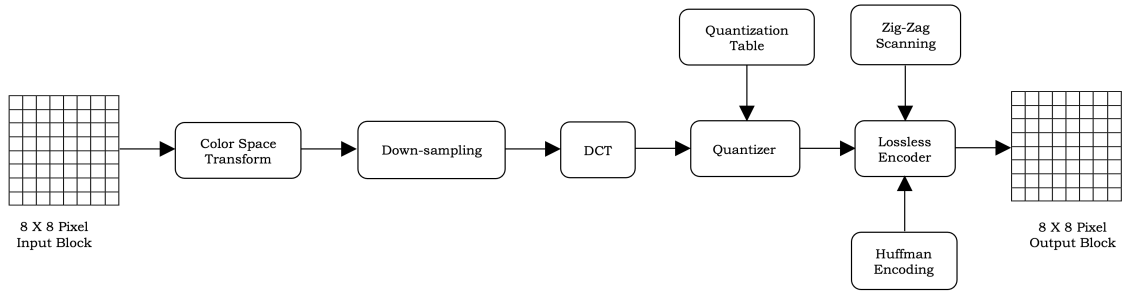 Quantization
Table
Zig-Zag
Scanning
Color Space
Transform
Down-sampling
DCT
Quantizer
Lossless
Encoder
8 X 8 Pixel
Input Block
8 X 8 Pixel
Output Block
Huffman
Encoding